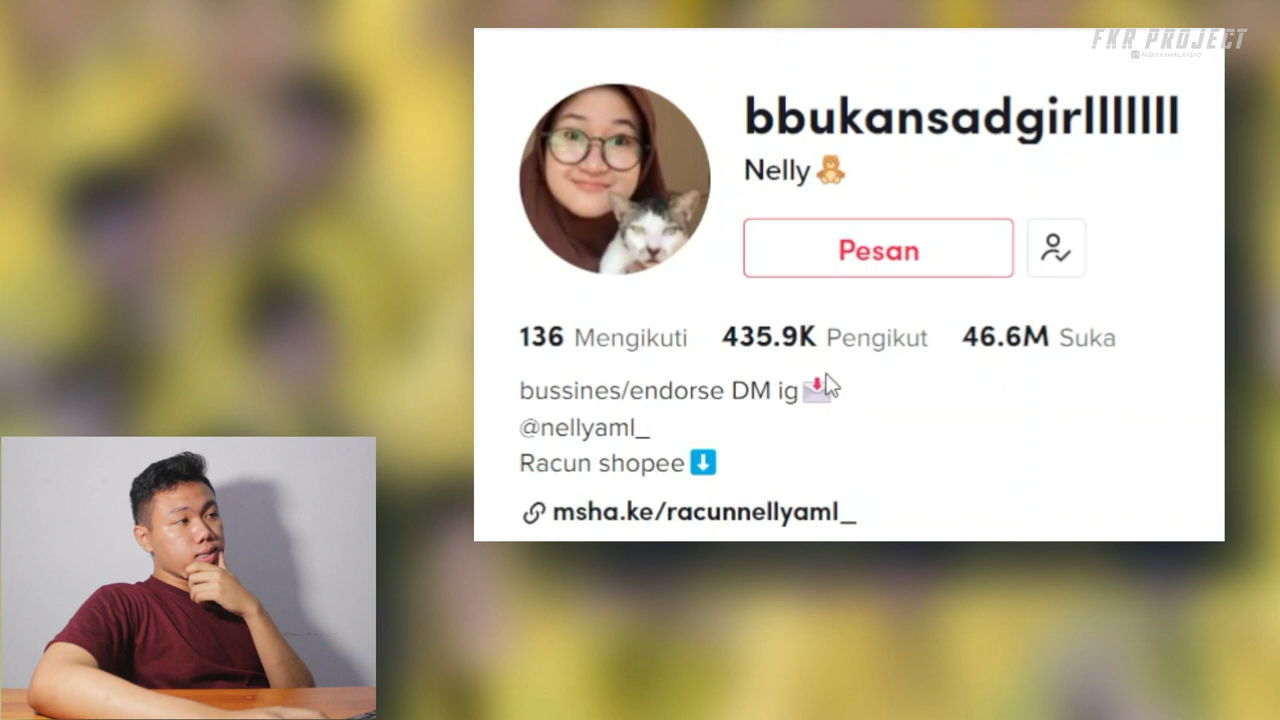 FKR PROJECT
bbukansadgirlllllll
Nelly
Pesan
136 Mengikuti 435.9K Pengikut 46.6M Suka
bussines/endorse DM ig
@nellyaml_
Racun shopee
msha.ke/racunnellyaml_